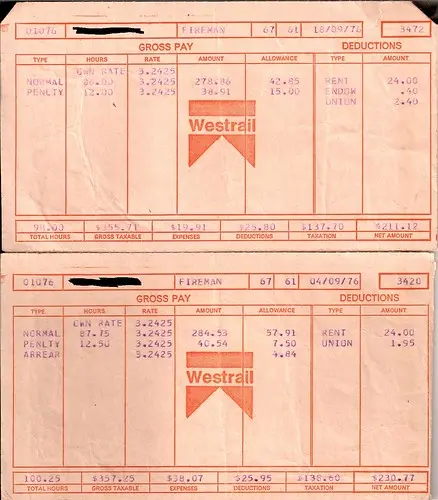 01076 FIREMAN 67 61 18/09/76 3472
GROSS PAY DEDUCTIONS
TYPE HOURS RATE AMOUNT ALLOWANCE TYPE AMOUNT
OWN RATE 3.2425
NORMAL 86.00 3.2425 278.86 42.85 RENT 24.00
PENLTY 12.00 3.2425 38.91 15.00 ENDOW .40
UNION 2.40
Westrail
98.00 $355.71 $19.91 $26.80 $137.70 $211.12
TOTAL HOURS GROSS TAXABLE EXPENSES DEDUCTIONS TAXATION NET AMOUNT
01076 FIREMAN 67 61 04/09/76 3420
GROSS PAY DEDUCTIONS
TYPE HOURS RATE AMOUNT ALLOWANCE TYPE AMOUNT
OWN RATE 3.2425
NORMAL 87.75 3.2425 284.53 57.91 RENT 24.00
PENLTY 12.50 3.2425 40.54 7.50 UNION 1.95
ARREAR 4.84
Westrail
100.25 $357.25 $38.07 $25.95 $138.60 $230.77
TOTAL HOURS GROSS TAXABLE EXPENSES DEDUCTIONS TAXATION NET AMOUNT